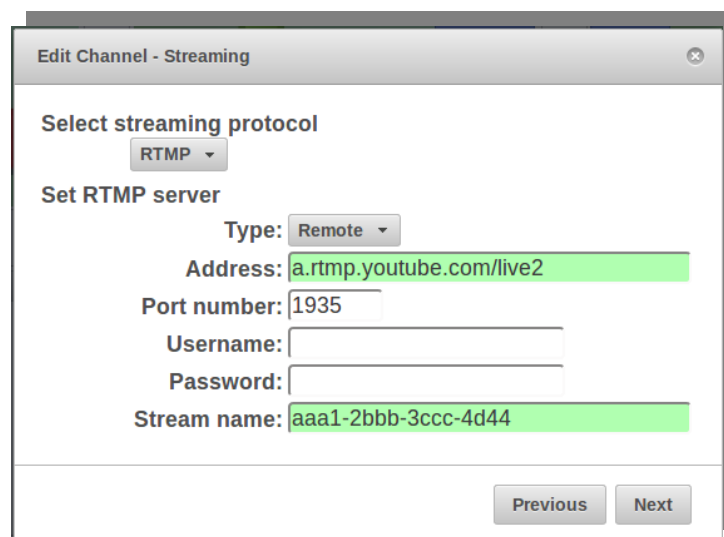 Edit Channel - Streaming
Select streaming protocol
RTMP
Set RTMP server
Type: Remote
Address: a.rtmp.youtube.com/live2
Port number: 1935
Username:
Password:
Stream name: aaa1-2bbb-3ccc-4d44
Previous Next